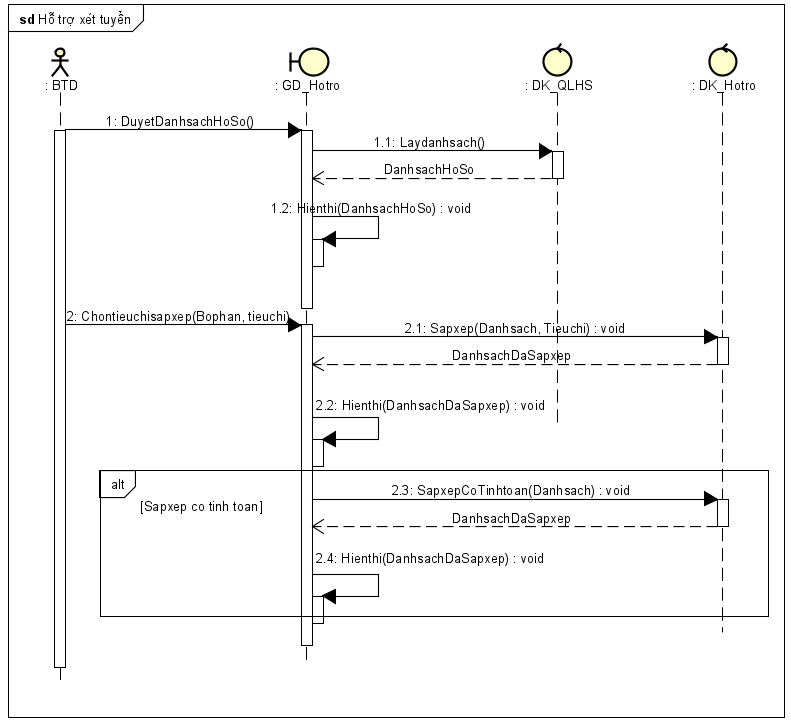 sd Hỗ trợ xét tuyển
: BTD
: GD_Hotro
: DK_QLHS
: DK_Hotro
1: DuyetDanhsachHoSo()
1.1: Laydanhsach()
DanhsachHoSo
1.2: Hienthi(DanhsachHoSo) : void
2: Chontieuchisapxep(Bophan, tieuchi)
2.1: Sapxep(Danhsach, Tieuchi) : void
DanhsachDaSapxep
2.2: Hienthi(DanhsachDaSapxep) : void
alt
[Sapxep co tinh toan]
2.3: SapxepCoTinhtoan(Danhsach) : void
DanhsachDaSapxep
2.4: Hienthi(DanhsachDaSapxep) : void